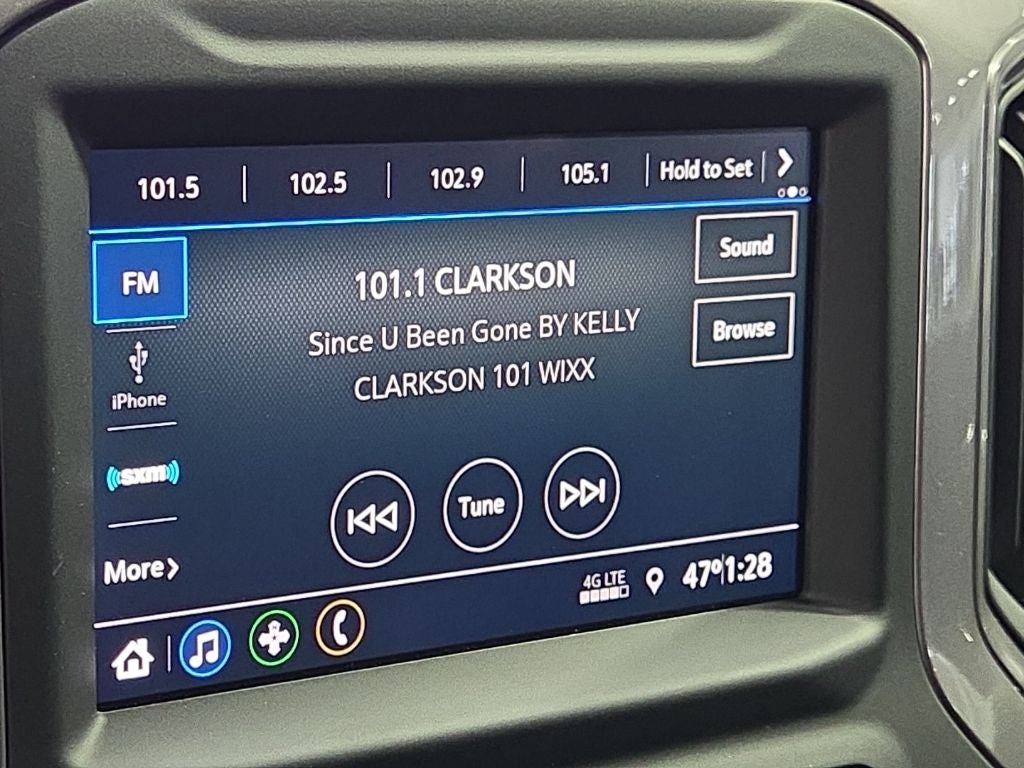 101.5 102.5 102.9 105.1 Hold to Set
FM
101.1 CLARKSON
Sound
Since U Been Gone BY KELLY
Browse
CLARKSON 101 WIXX
iPhone
sxm
Tune
More
4G LTE
47° 1:28